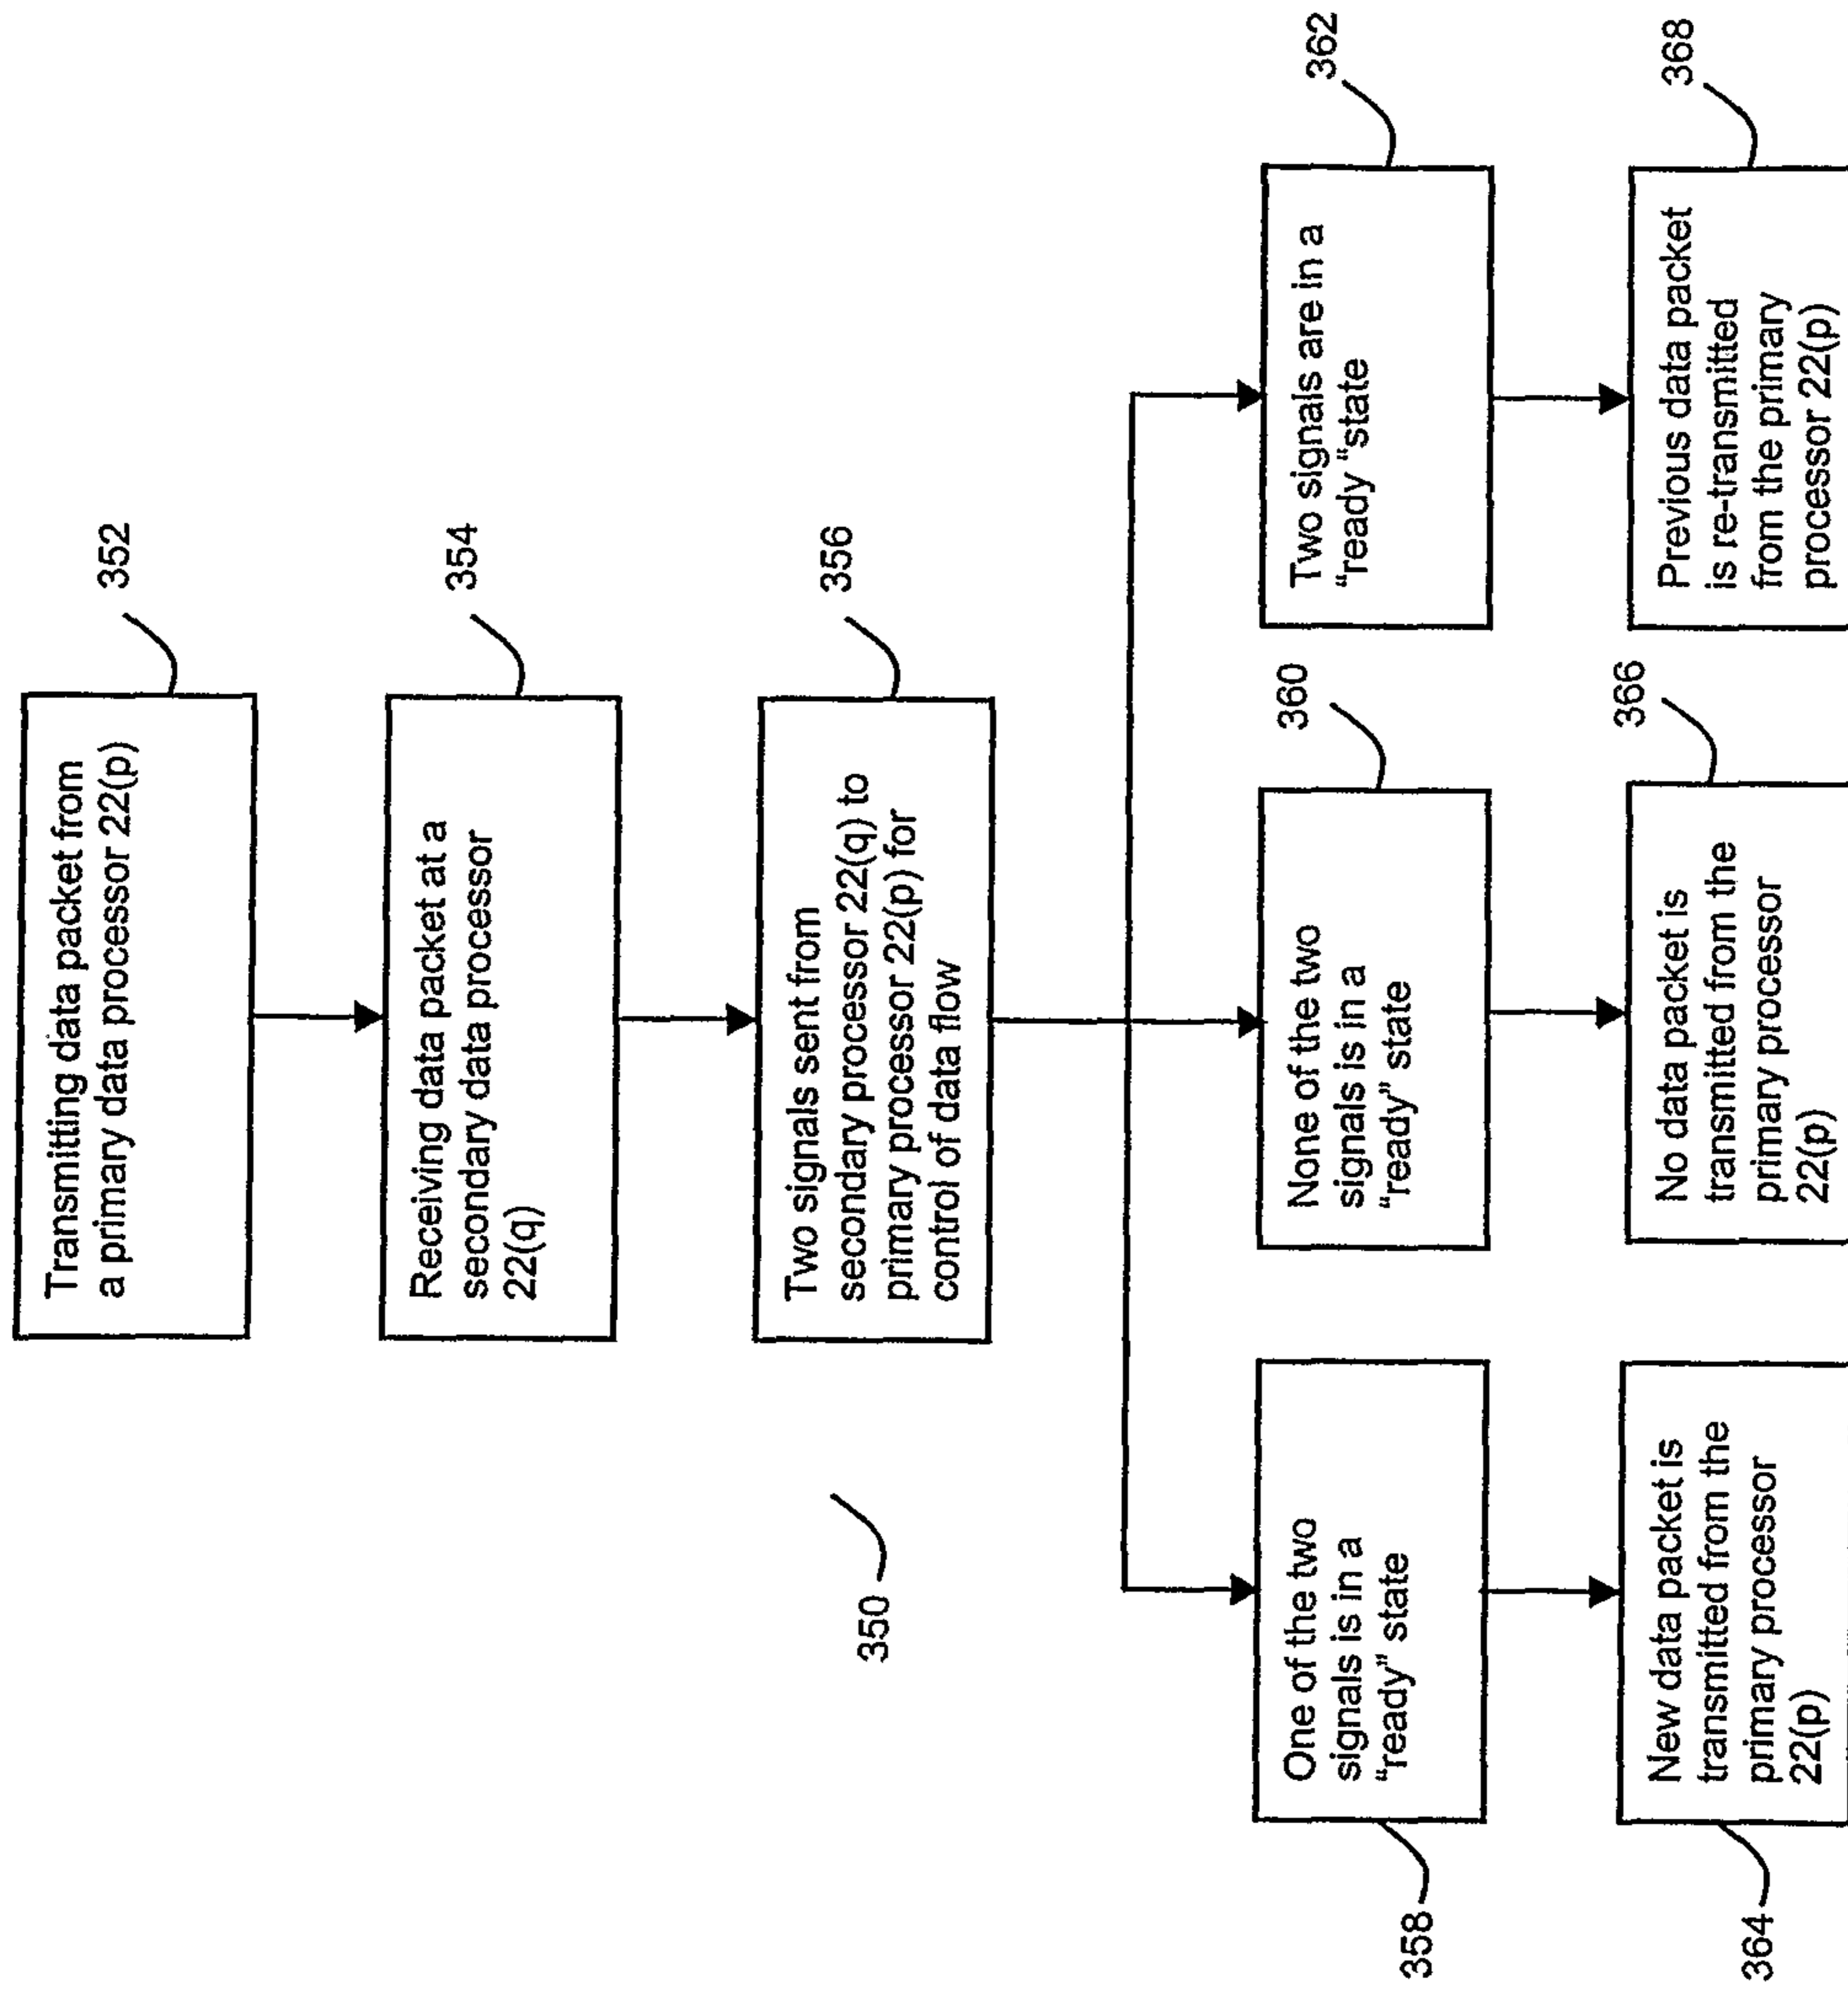 Transmitting data packet from
a primary data processor 22(p)
352
Receiving data packet at a
secondary data processor
22(q)
354
Two signals sent from
secondary processor 22(q) to
primary processor 22(p) for
control of data flow
356
350
One of the two
signals is in a
“ready” state
358
None of the two
signals is in a
“ready” state
360
Two signals are in a
“ready “state
362
New data packet is
transmitted from the
primary processor
22(p)
364
No data packet is
transmitted from the
primary processor
22(p)
366
Previous data packet
is re-transmitted
from the primary
processor 22(p)
368